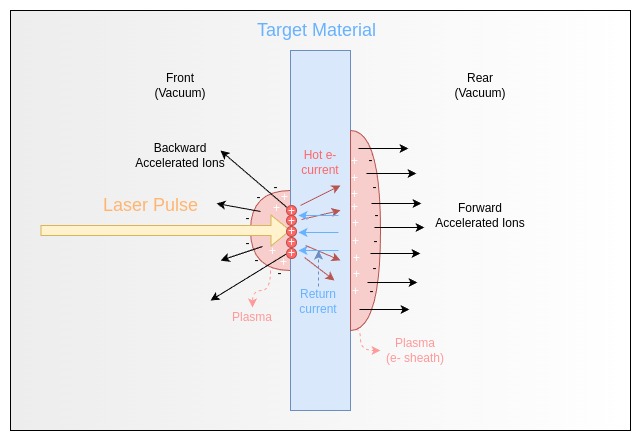 Target Material
Front
(Vacuum)
Rear
(Vacuum)
Backward
Accelerated Ions
Hot e-
current
Laser Pulse
Forward
Accelerated Ions
Return
current
Plasma
Plasma
(e- sheath)